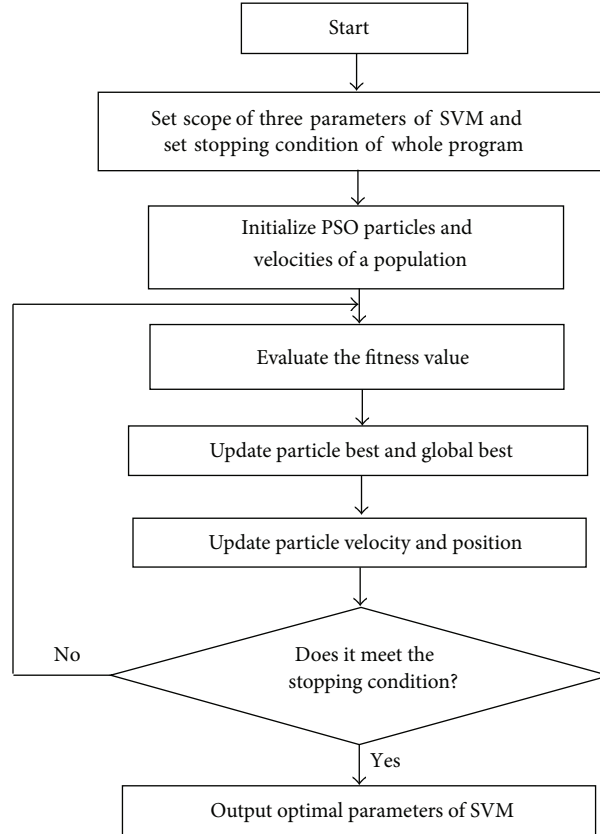 Start
Set scope of three parameters of SVM and
set stopping condition of whole program
Initialize PSO particles and
velocities of a population
Evaluate the fitness value
Update particle best and global best
Update particle velocity and position
Does it meet the
stopping condition?
No
Yes
Output optimal parameters of SVM